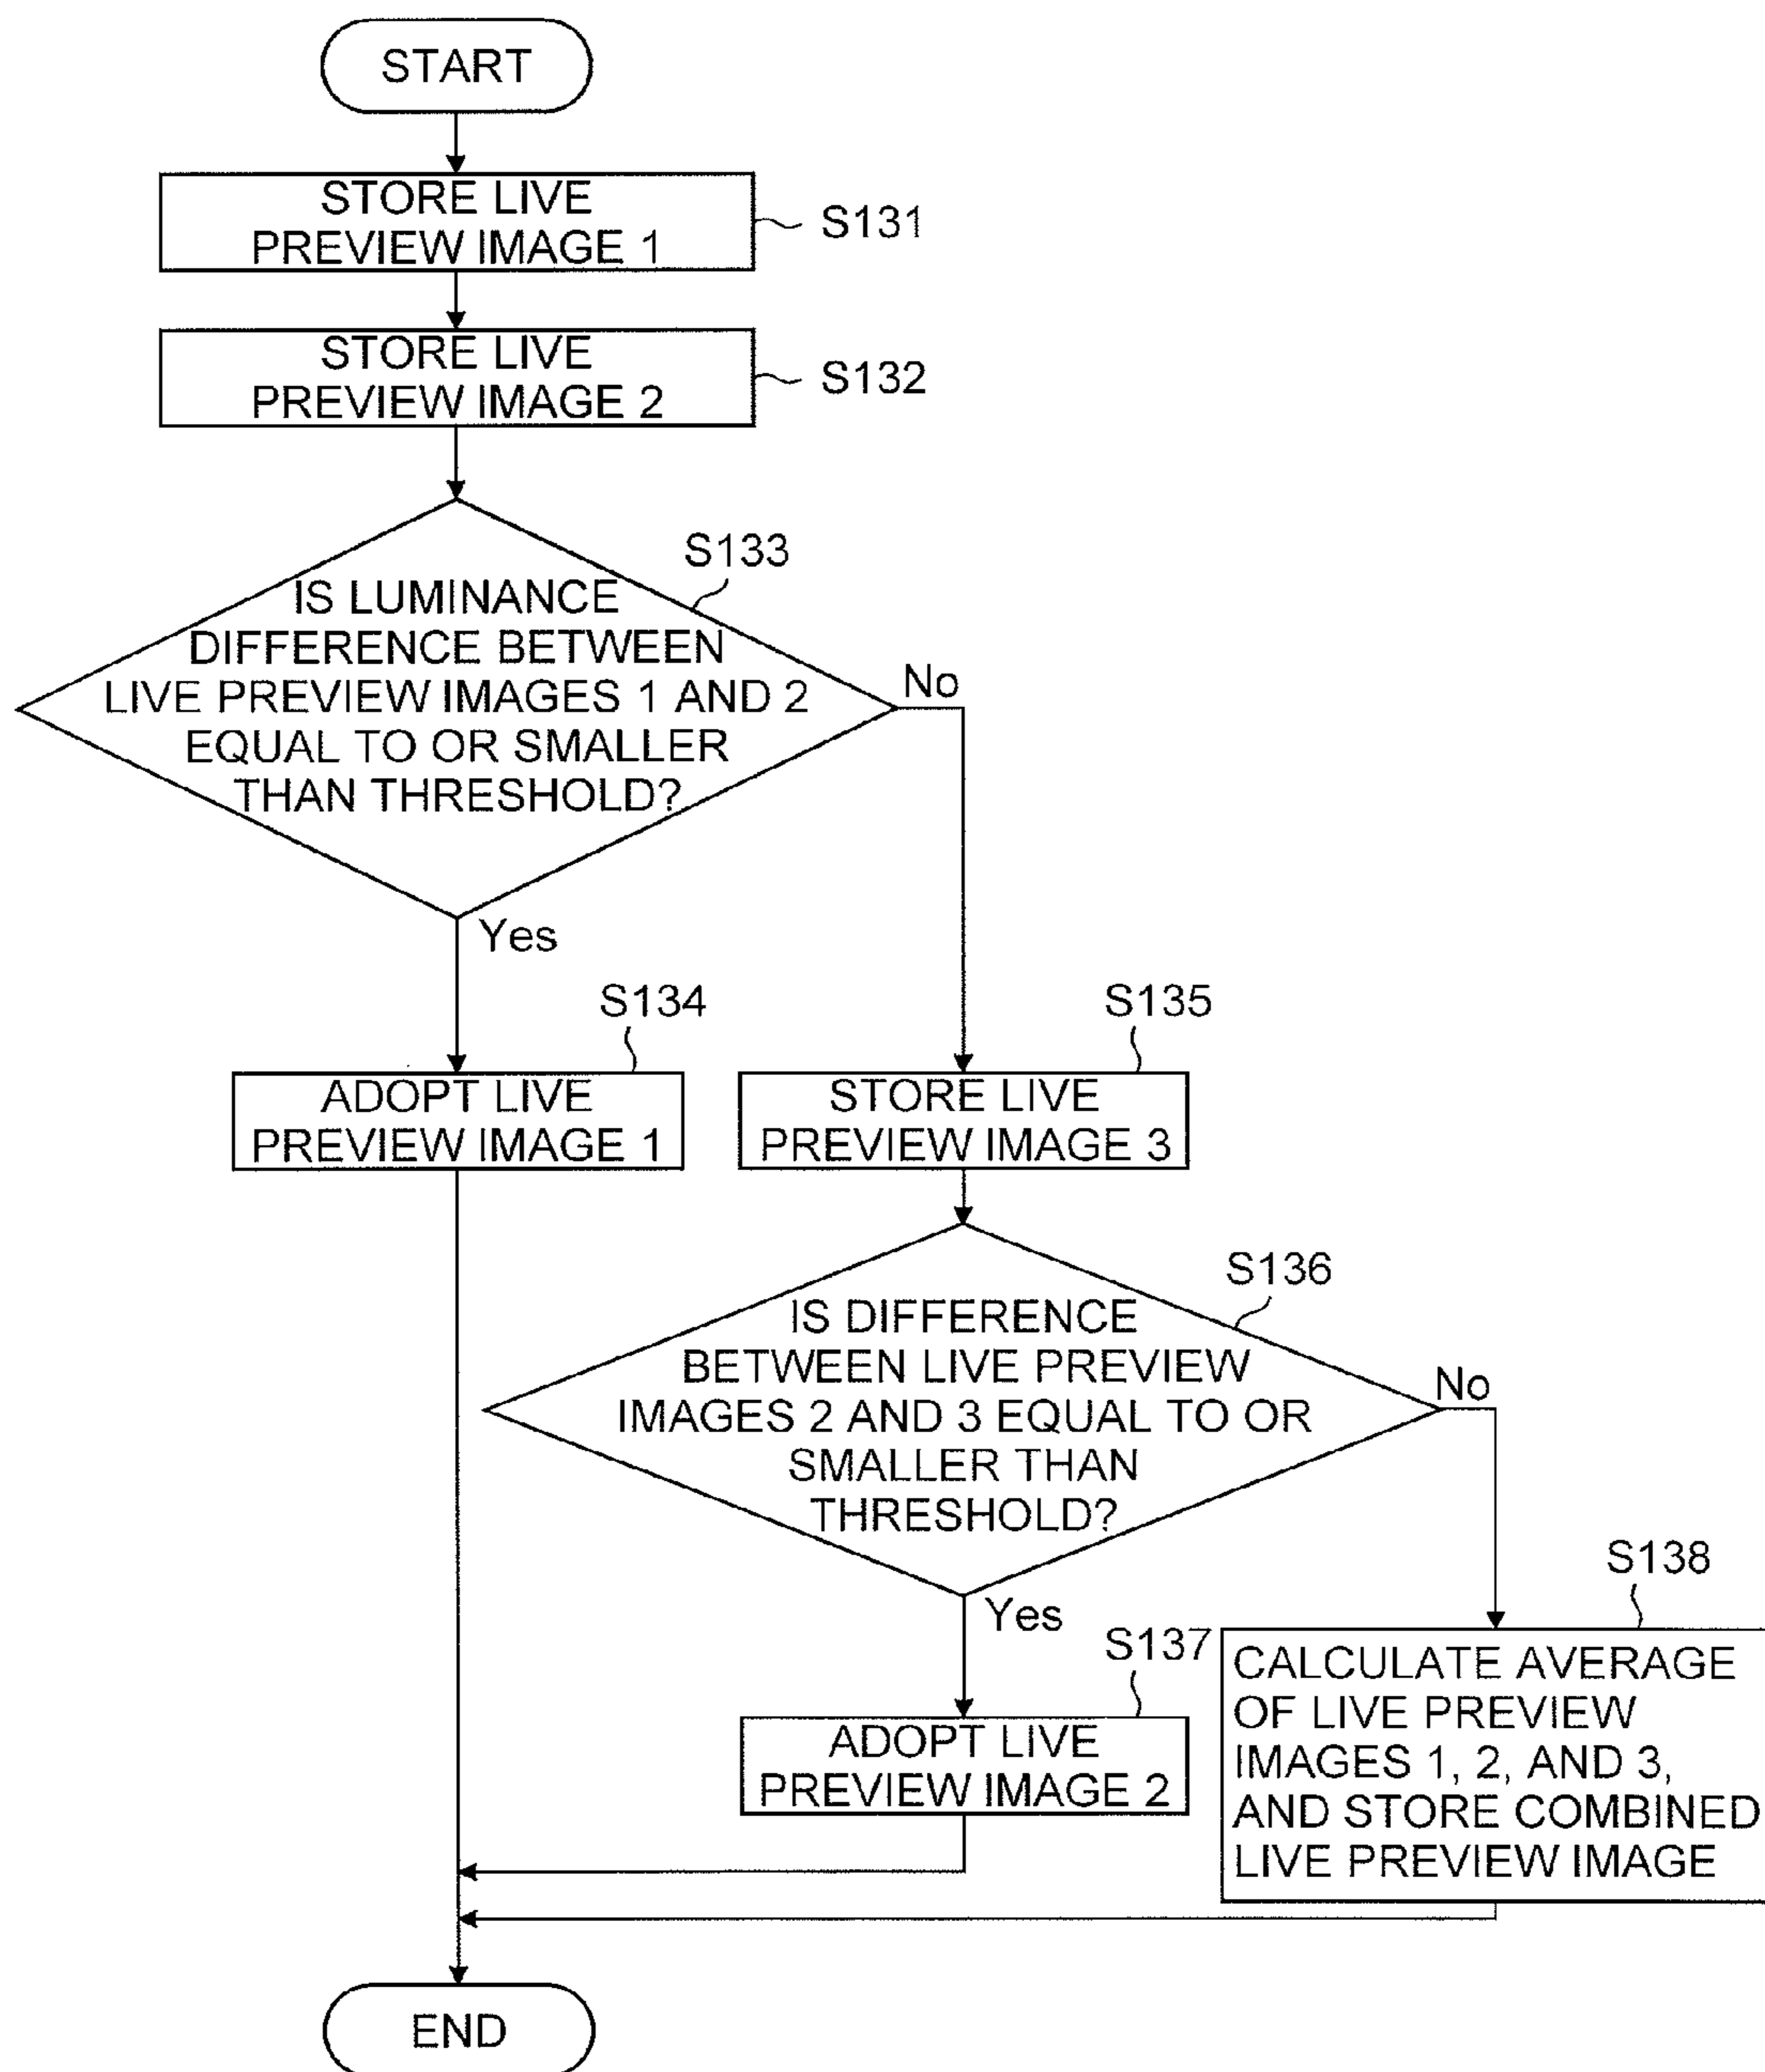 START
STORE LIVE
PREVIEW IMAGE 1
S131
STORE LIVE
PREVIEW IMAGE 2
S132
S133
IS LUMINANCE
DIFFERENCE BETWEEN
LIVE PREVIEW IMAGES 1 AND 2
EQUAL TO OR SMALLER
THAN THRESHOLD?
No
Yes
S134
ADOPT LIVE
PREVIEW IMAGE 1
S135
STORE LIVE
PREVIEW IMAGE 3
S136
IS DIFFERENCE
BETWEEN LIVE PREVIEW
IMAGES 2 AND 3 EQUAL TO OR
SMALLER THAN
THRESHOLD?
No
Yes
S137
ADOPT LIVE
PREVIEW IMAGE 2
S138
CALCULATE AVERAGE
OF LIVE PREVIEW
IMAGES 1, 2, AND 3,
AND STORE COMBINED
LIVE PREVIEW IMAGE
END